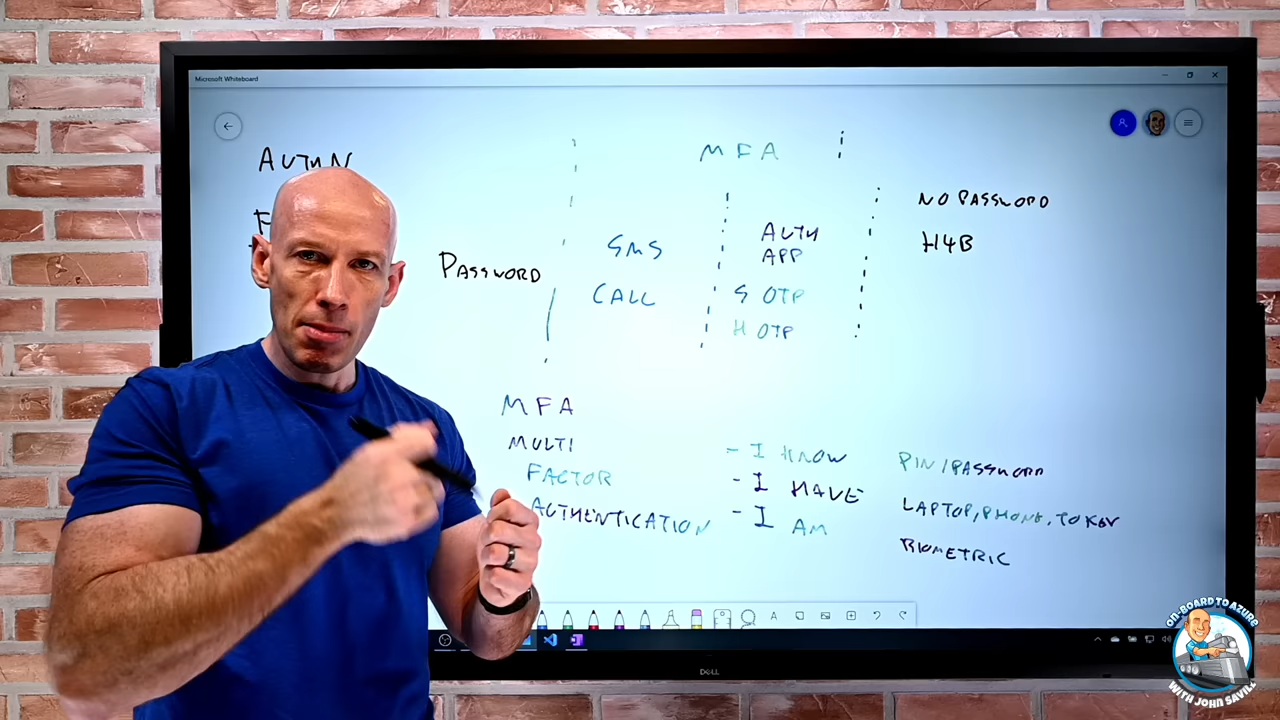 Microsoft Whiteboard
AUTHN
MFA
NO PASSWORD
H4B
AUTH
APP
SMS
PASSWORD
CALL
S OTP
H OTP
MFA
MULTI
FACTOR
AUTHENTICATION
- I KNOW
- I HAVE
- I AM
PIN/PASSWORD
LAPTOP, PHONE, TOKEN
BIOMETRIC
DELL
ON-BOARD TO AZURE
WITH JOHN SAVILL